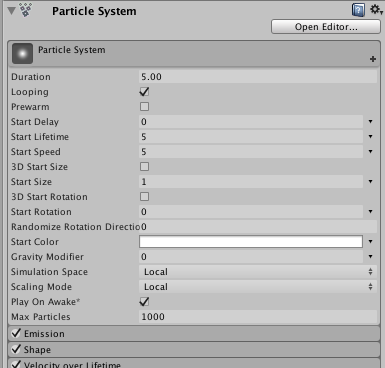 Particle System
Open Editor...
Particle System
Duration 5.00
Looping
Prewarm
Start Delay 0
Start Lifetime 5
Start Speed 5
3D Start Size
Start Size 1
3D Start Rotation
Start Rotation 0
Randomize Rotation Directio 0
Start Color
Gravity Modifier 0
Simulation Space Local
Scaling Mode Local
Play On Awake*
Max Particles 1000
Emission
Shape
Velocity over Lifetime